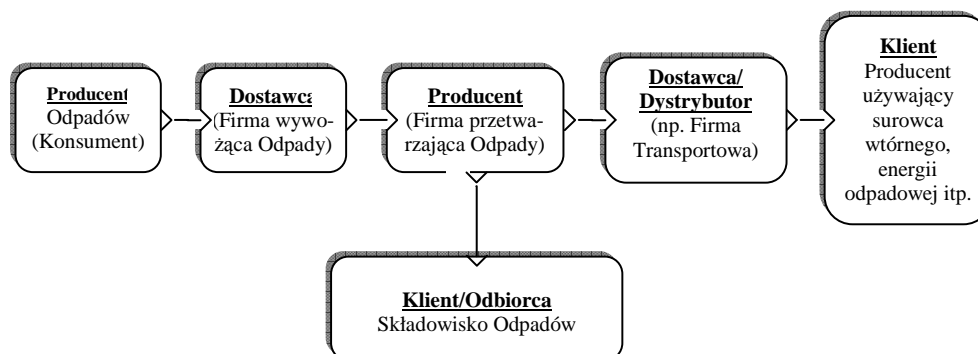 Producent
Odpadów
(Konsument)
Dostawca
(Firma wywo-
żąca Odpady)
Producent
(Firma przetwa-
rzająca Odpady)
Dostawca/
Dystrybutor
(np. Firma
Transportowa)
Klient
Producent
używający
surowca
wtórnego,
energii
odpadowej itp.
Klient/Odbiorca
Składowisko Odpadów